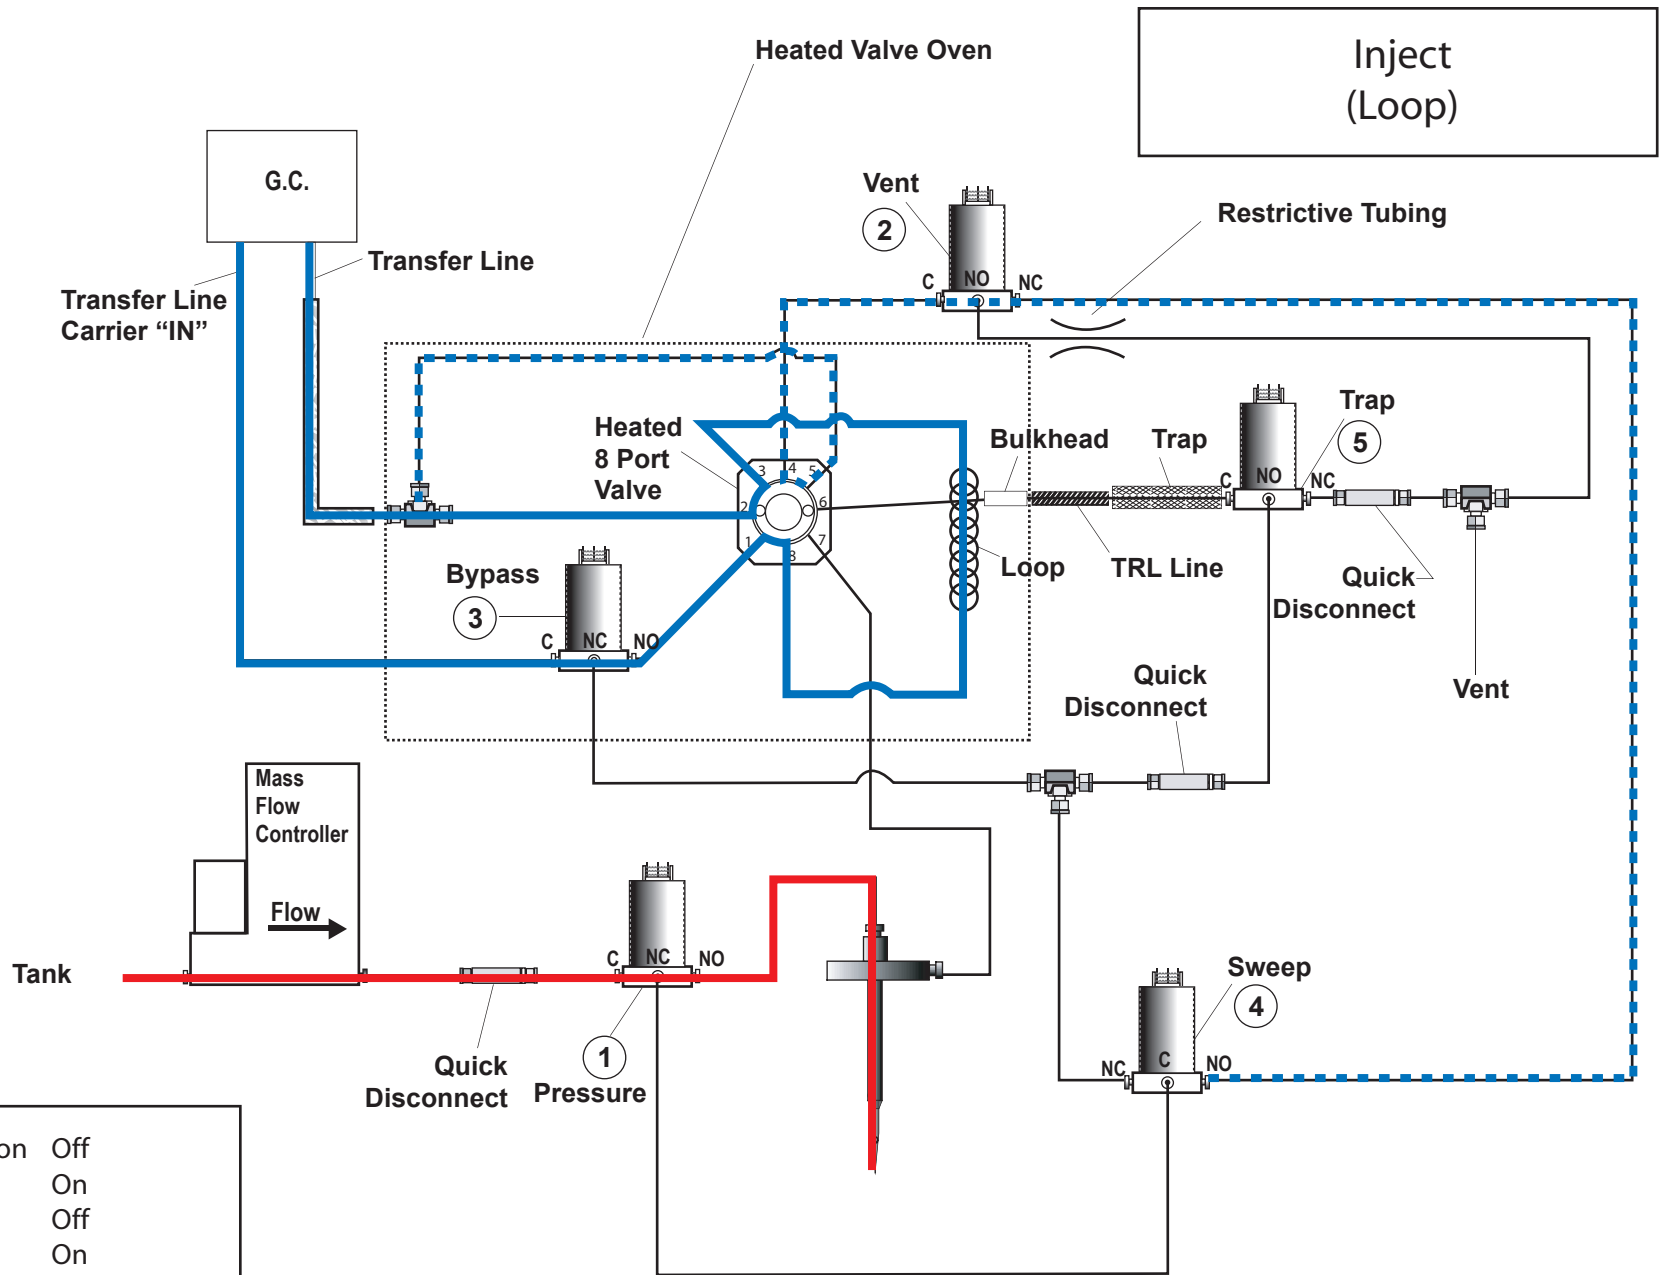 Inject
(Loop)
Heated Valve Oven
G.C.
Vent
2
Restrictive Tubing
C
NO
NC
Transfer Line
Transfer Line
Carrier “IN”
Heated
8 Port
Valve
3
4
5
2
6
1
7
8
Bulkhead
Trap
Trap
5
C
NO
NC
Loop
TRL Line
Quick
Disconnect
Vent
Bypass
3
C
NC
NO
Quick
Disconnect
Mass
Flow
Controller
Flow
Tank
C
NC
NO
Quick
Disconnect
1
Pressure
Sweep
4
NC
C
NO
on Off
On
Off
On